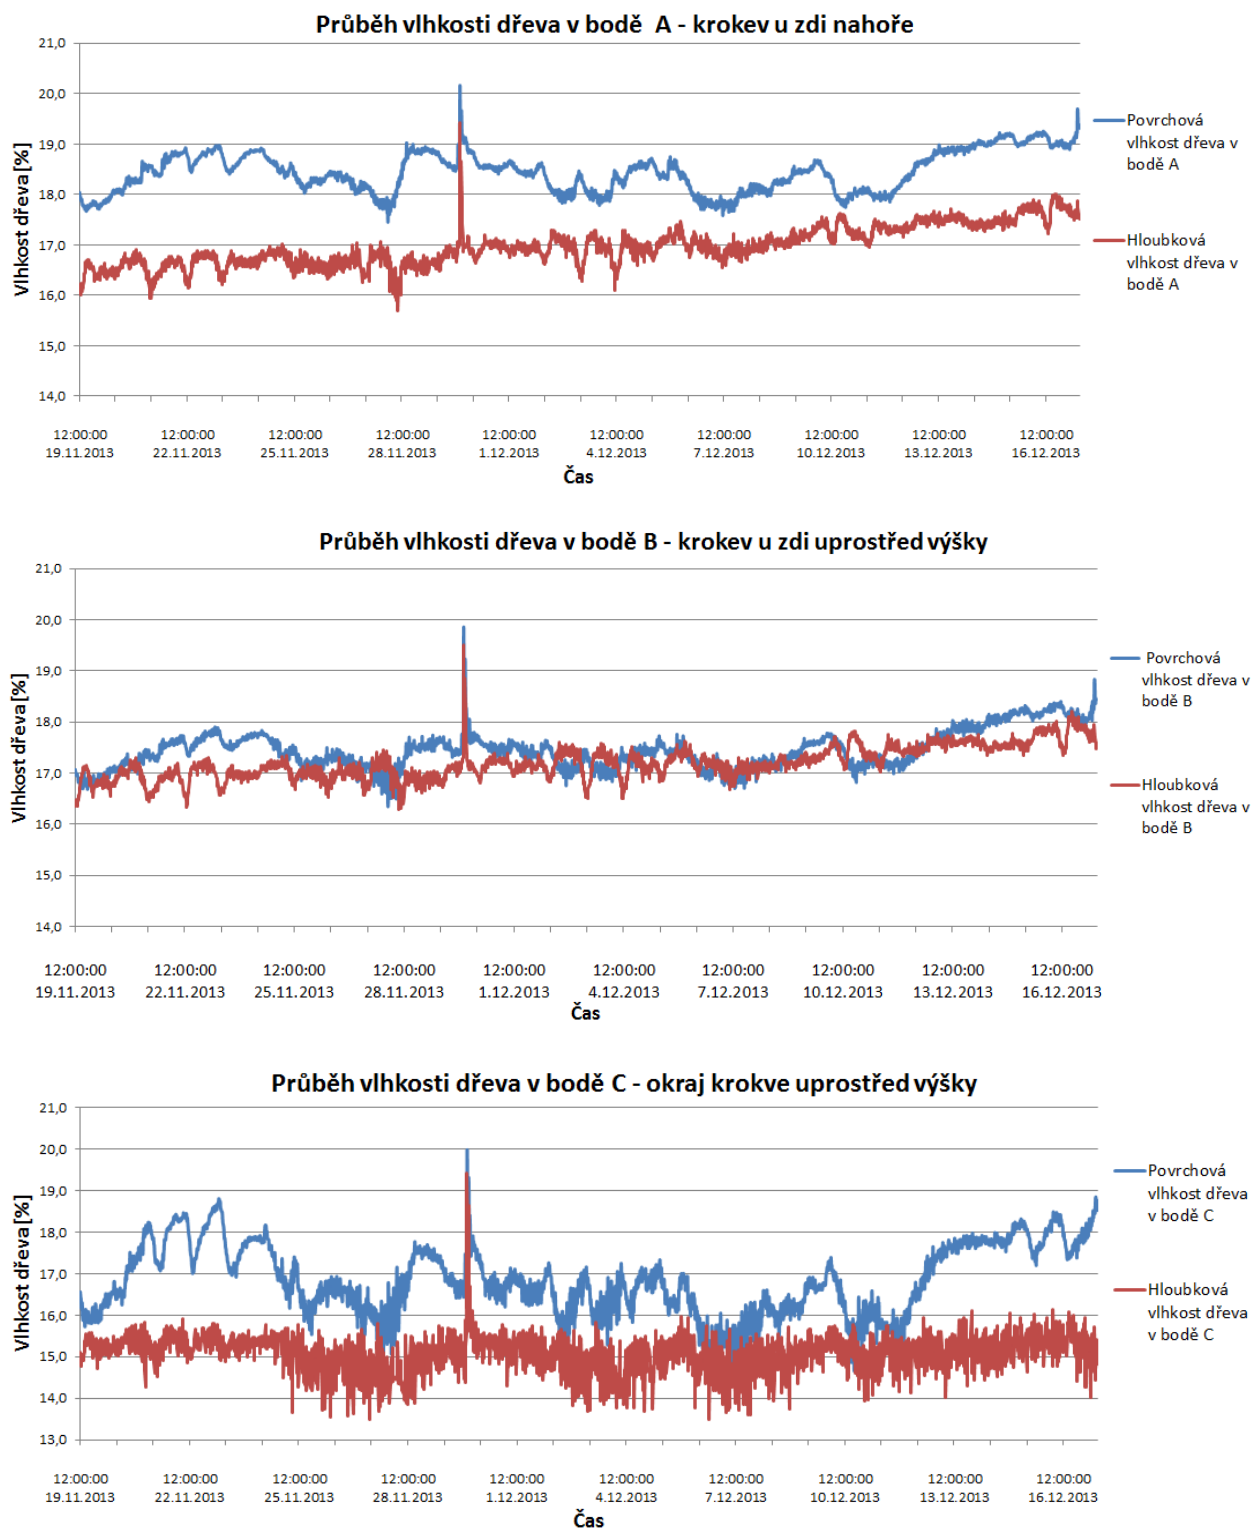 Průběh vlhkosti dřeva v bodě  A - krokev u zdi nahoře
Vlhkost dřeva[%]
21,0
20,0
19,0
18,0
17,0
16,0
15,0
14,0
Povrchová
vlhkost dřeva v
bodě A
Hloubková
vlhkost dřeva v
bodě A
12:00:00 12:00:00 12:00:00 12:00:00 12:00:00 12:00:00 12:00:00 12:00:00 12:00:00 12:00:00
19.11.2013 22.11.2013 25.11.2013 28.11.2013 1.12.2013 4.12.2013 7.12.2013 10.12.2013 13.12.2013 16.12.2013
Čas
Průběh vlhkosti dřeva v bodě B - krokev u zdi uprostřed výšky
Vlhkost dřeva[%]
21,0
20,0
19,0
18,0
17,0
16,0
15,0
14,0
Povrchová
vlhkost dřeva v
bodě B
Hloubková
vlhkost dřeva v
bodě B
12:00:00 12:00:00 12:00:00 12:00:00 12:00:00 12:00:00 12:00:00 12:00:00 12:00:00 12:00:00
19.11.2013 22.11.2013 25.11.2013 28.11.2013 1.12.2013 4.12.2013 7.12.2013 10.12.2013 13.12.2013 16.12.2013
Čas
Průběh vlhkosti dřeva v bodě C - okraj krokve uprostřed výšky
Vlhkost dřeva[%]
21,0
20,0
19,0
18,0
17,0
16,0
15,0
14,0
13,0
Povrchová
vlhkost dřeva
v bodě C
Hloubková
vlhkost dřeva
v bodě C
12:00:00 12:00:00 12:00:00 12:00:00 12:00:00 12:00:00 12:00:00 12:00:00 12:00:00 12:00:00
19.11.2013 22.11.2013 25.11.2013 28.11.2013 1.12.2013 4.12.2013 7.12.2013 10.12.2013 13.12.2013 16.12.2013
Čas